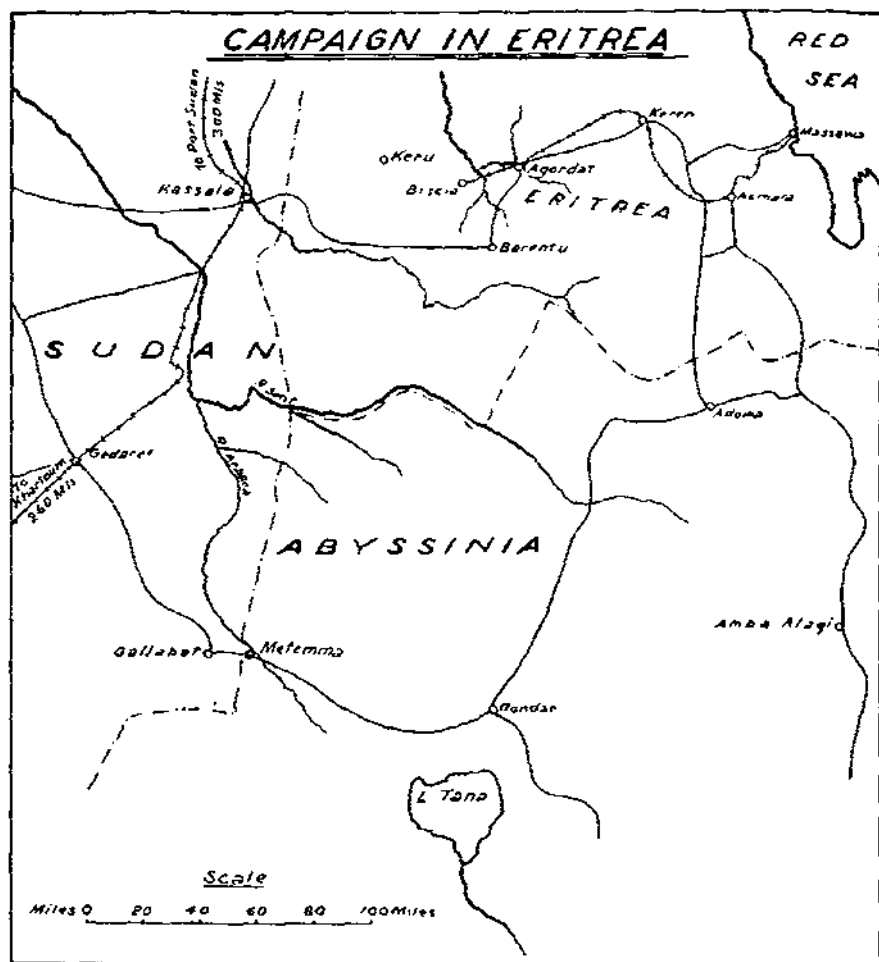 CAMPAIGN IN ERITREA
RED
SEA
To Port Sudan
300 Mls
Keren
Massawa
Keru
Agordat
Kassala
Biscia
ERITREA
Asmara
Barentu
SUDAN
Adowa
Gedaref
R Atbara
To
Khartoum
260 Mls
ABYSSINIA
Amba Alagi
Gallabat
Metemma
Gondar
L Tana
Scale
Miles 0 20 40 60 80 100 Miles